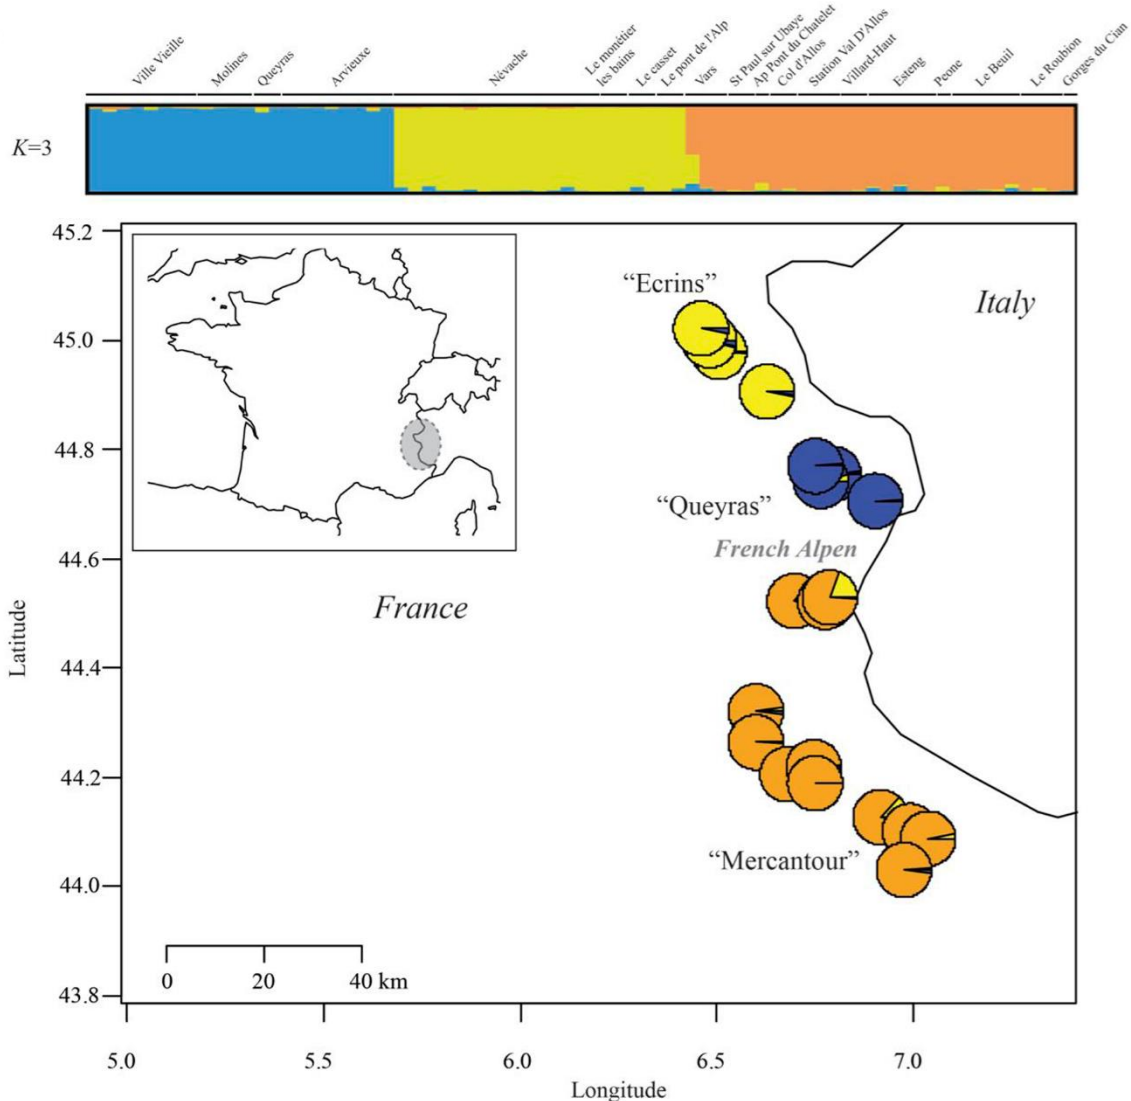 Ville Vieille
Molines
Queyras
Arvieuxe
Névache
Le monétier
les bains
Le casset
Le pont de l'Alp
Vars
St Paul sur Ubaye
Ap Pont du Chatelet
Col d'Allos
Station Val D'Allos
Villard-Haut
Esteng
Peone
Le Beuil
Le Roubion
Gorges du Cian
K=3
45.2
45.0
44.8
44.6
44.4
44.2
44.0
43.8
Latitude
“Ecrins”
Italy
“Queyras”
French Alpen
France
“Mercantour”
0 20 40 km
5.0 5.5 6.0 6.5 7.0
Longitude